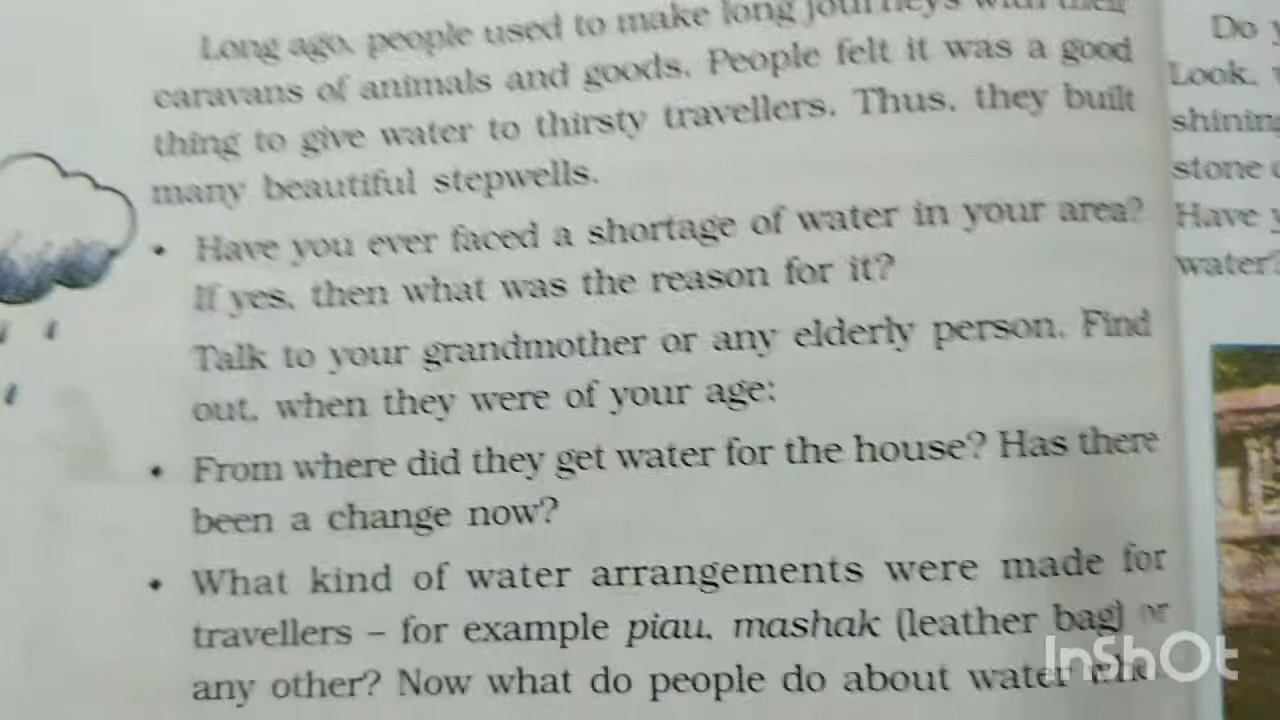 Long ago, people used to make long journeys with their
caravans of animals and goods. People felt it was a good
thing to give water to thirsty travellers. Thus, they built
many beautiful stepwells.
• Have you ever faced a shortage of water in your area?
If yes, then what was the reason for it?
Talk to your grandmother or any elderly person. Find
out, when they were of your age:
• From where did they get water for the house? Has there
been a change now?
• What kind of water arrangements were made for
travellers – for example piau, mashak (leather bag) or
any other? Now what do people do about water
Do
Look.
shining
stone
Have
water?
InShOt